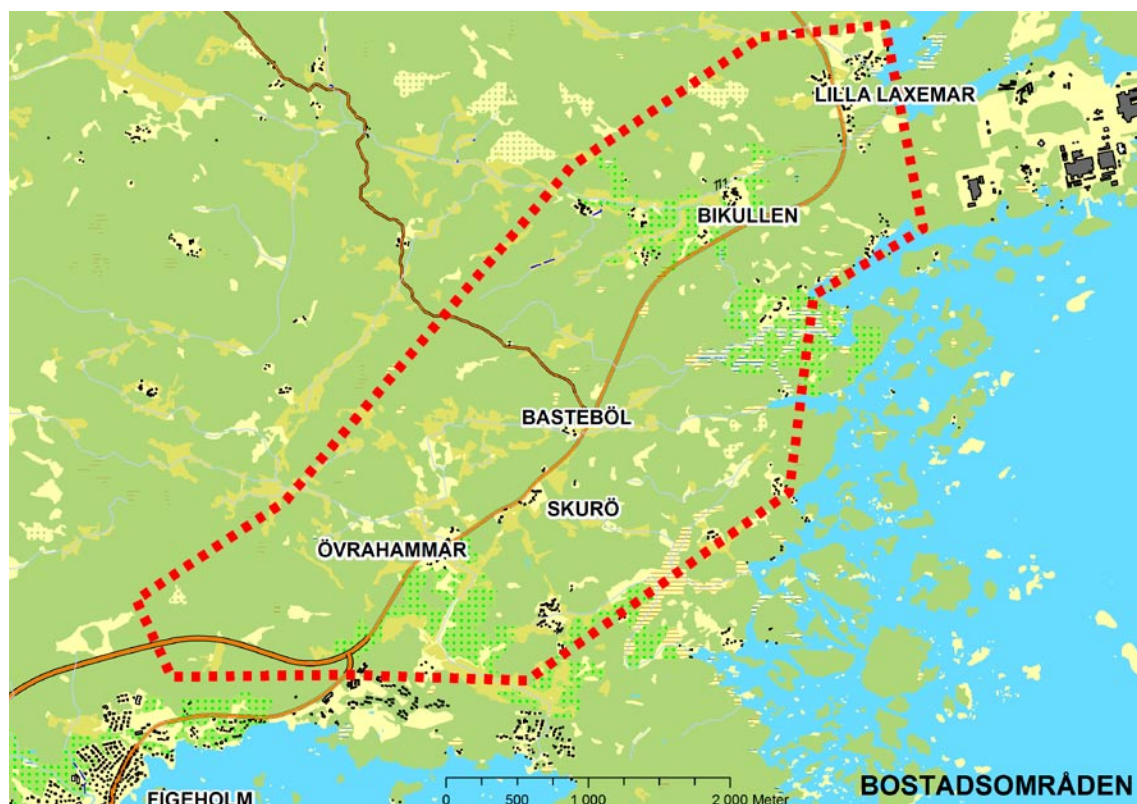 LILLA LAXEMAR
BIKULLEN
BASTEBÖL
SKURÖ
ÖVRAHAMMAR
FIGEHOLM
0 500 1 000 2 000 Meter
BOSTADSOMRÅDEN